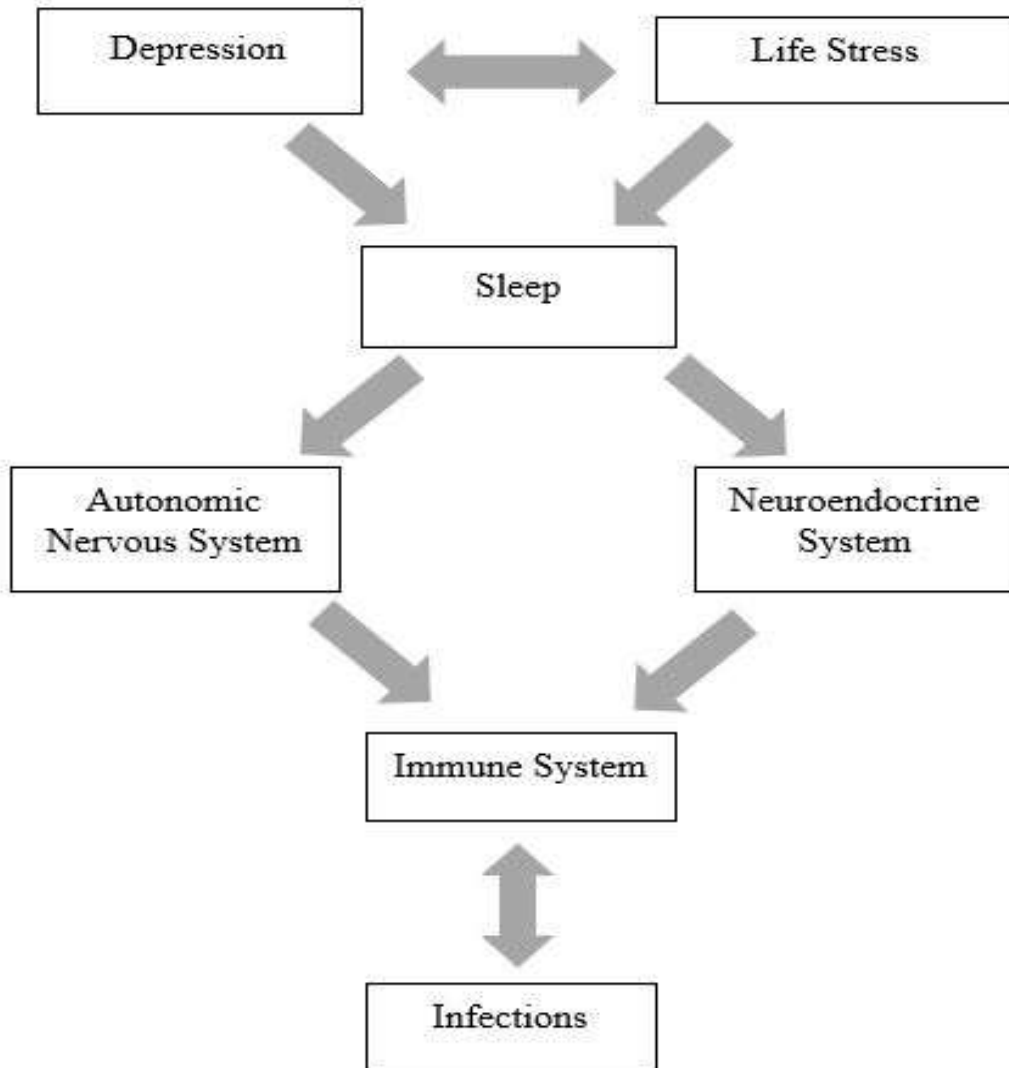 Depression
Life Stress
Sleep
Autonomic
Nervous System
Neuroendocrine
System
Immune System
Infections